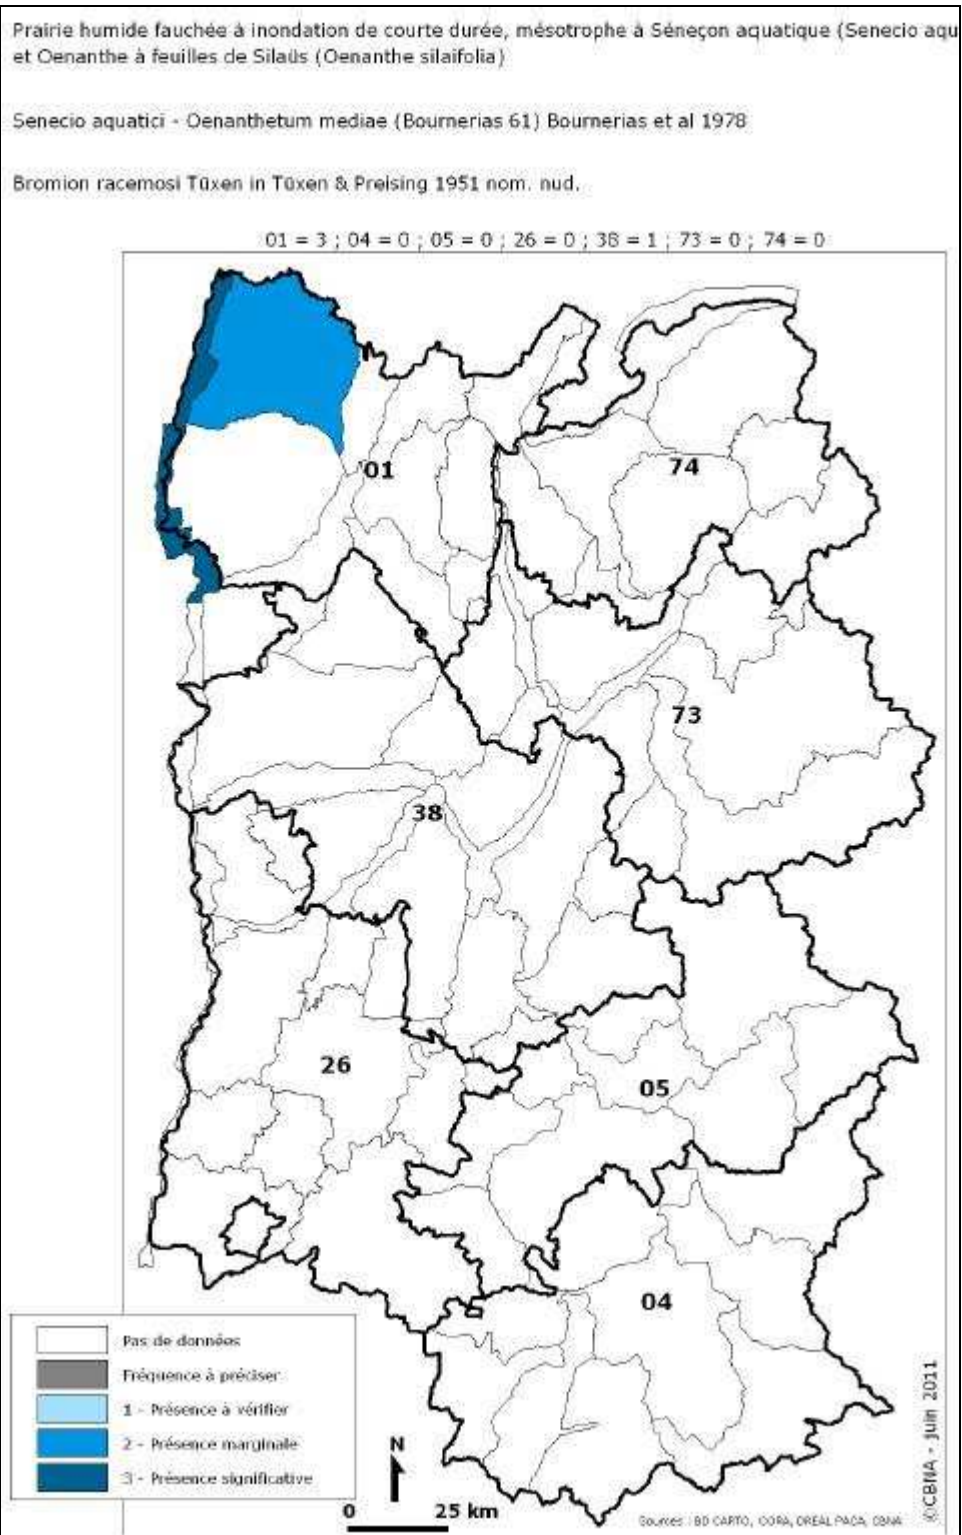 Prairie humide fauchée à inondation de courte durée, mésotrophe à Séneçon aquatique (Senecio aqu
et Oenanthe à feuilles de Silaüs (Oenanthe silaifolia)
Senecio aquatici - Oenanthetum mediae (Bournerias 61) Bournerias et al 1978
Bromion racemosi Tüxen in Tüxen & Preising 1951 nom. nud.
01 = 3 ; 04 = 0 ; 05 = 0 ; 26 = 0 ; 38 = 1 ; 73 = 0 ; 74 = 0
01
74
73
38
26
05
04
Pas de données
Fréquence à préciser
1 - Présence à vérifier
2 - Présence marginale
3 - Présence significative
N
0 25 km
Sources : BD CARTO, CORA, DREAL PACA, CBNA
©CBNA - juin 2011